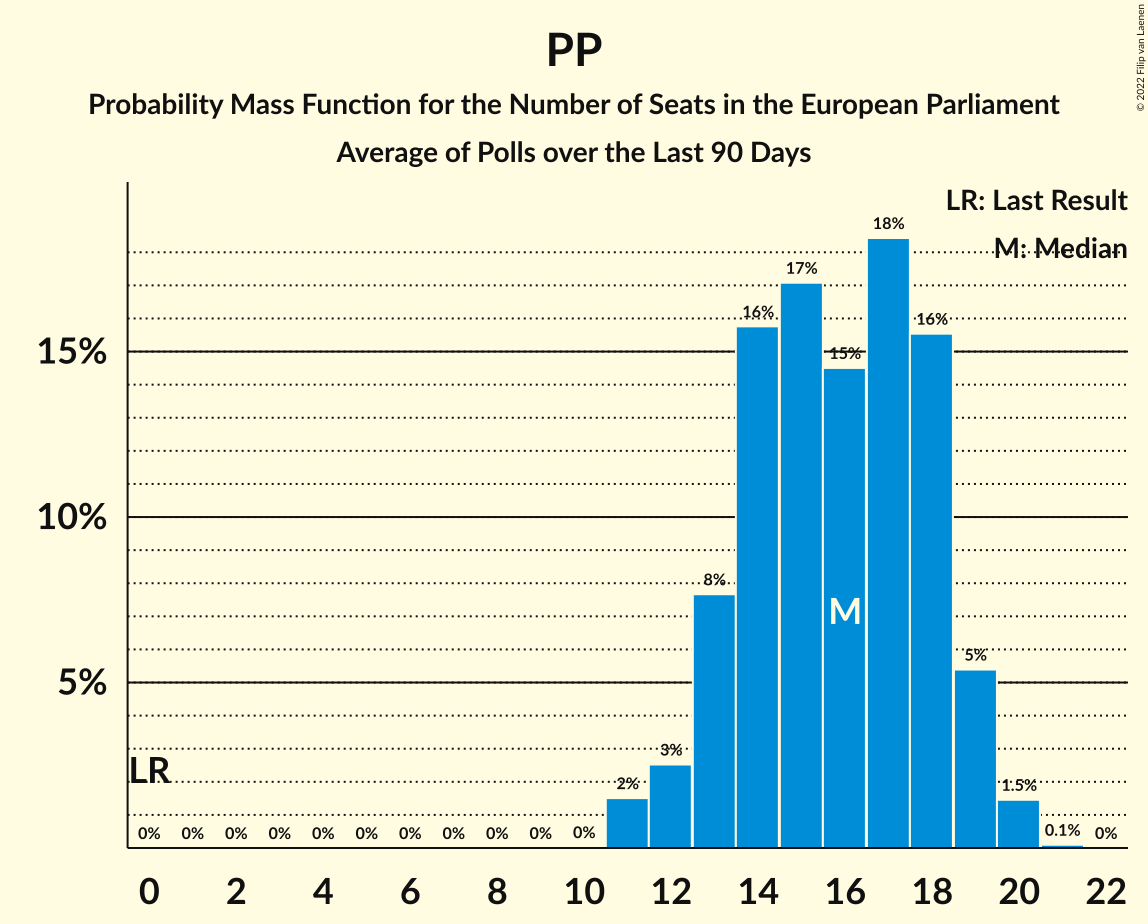 PP
Probability Mass Function for the Number of Seats in the European Parliament
Average of Polls over the Last 90 Days
© 2022 Filip van Laenen
LR: Last Result
M: Median
15%
10%
5%
LR
0% 0% 0% 0% 0% 0% 0% 0% 0% 0% 0% 2% 3% 8% 16% 17% 15% 18% 16% 5% 1.5% 0.1% 0%
M
0 2 4 6 8 10 12 14 16 18 20 22